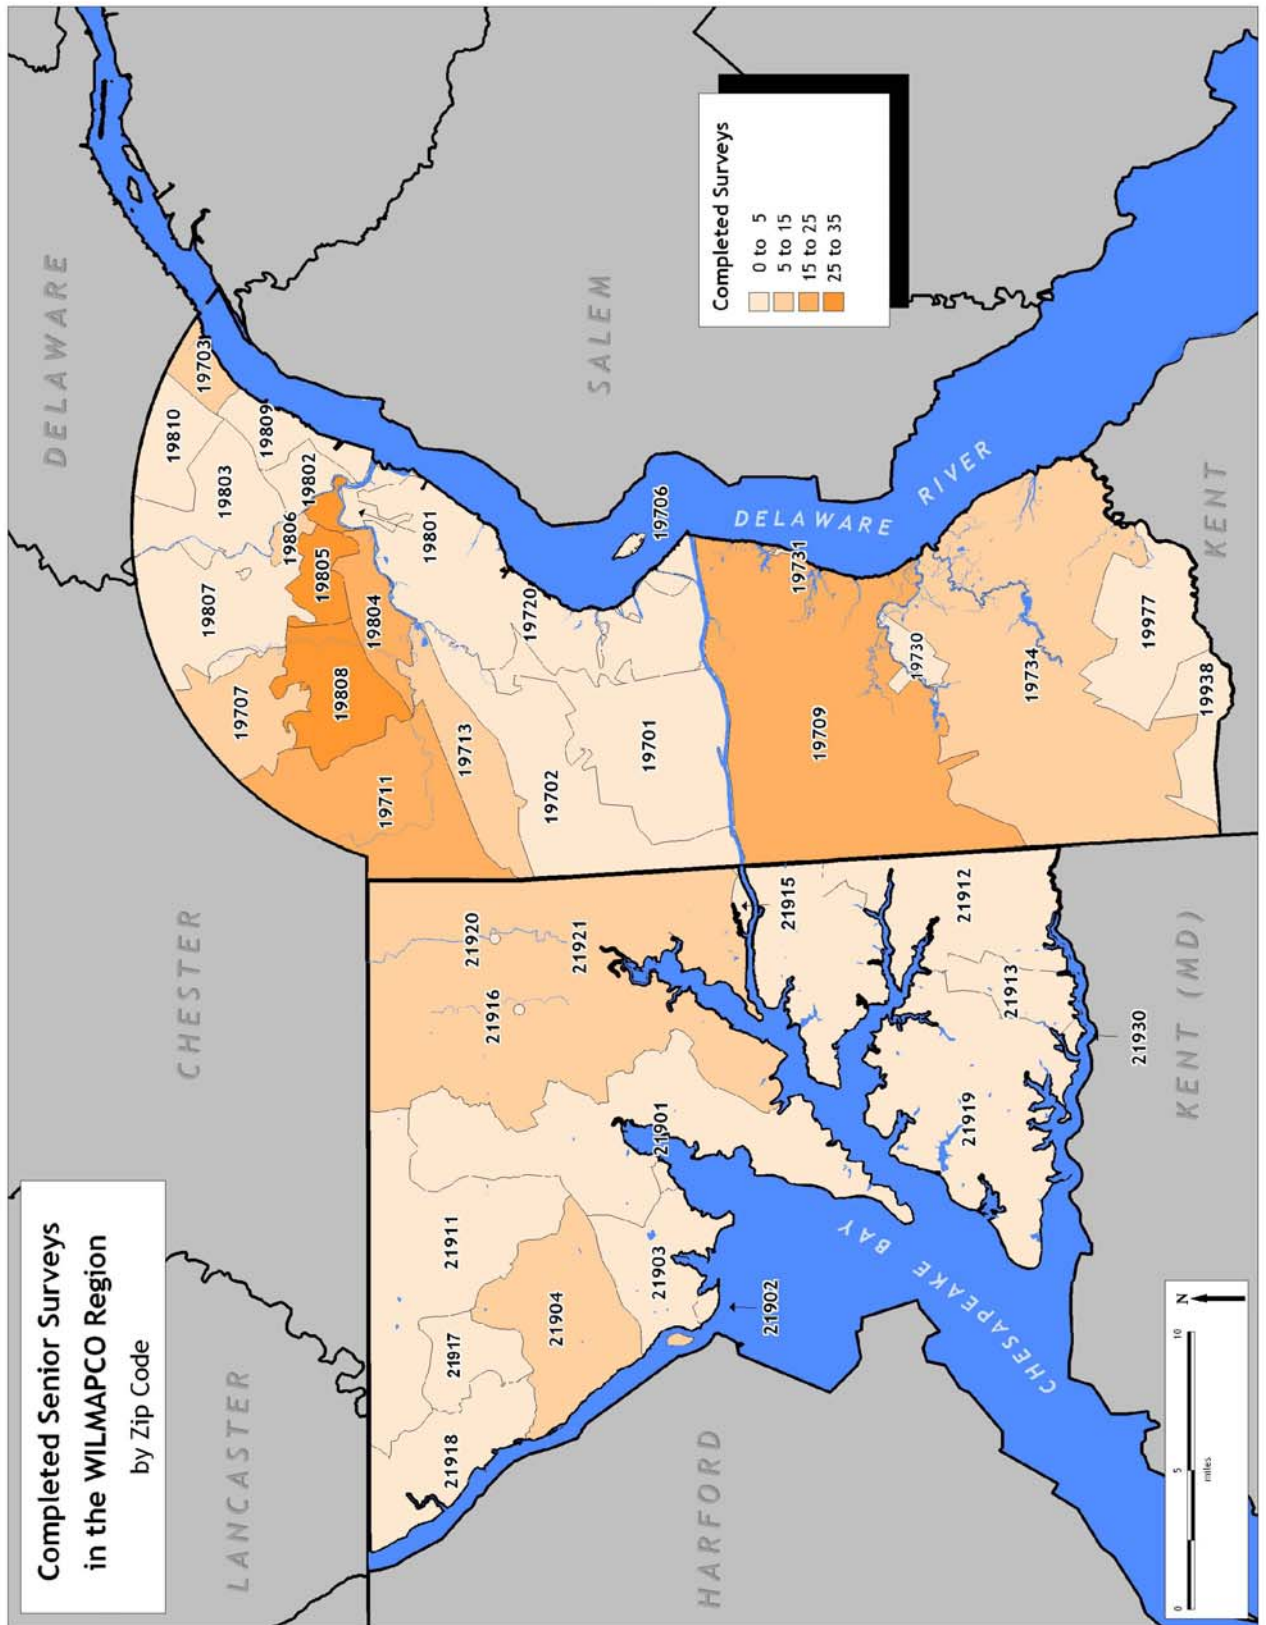 Completed Senior Surveys
in the WILMAPCO Region
by Zip Code
LANCASTER
CHESTER
DELAWARE
SALEM
HARFORD
KENT (MD)
KENT
DELAWARE RIVER
CHESAPEAKE BAY
Completed Surveys
0 to 5
5 to 15
15 to 25
25 to 35
19703
19810
19809
19803
19802
19806
19805
19801
19807
19804
19808
19707
19711
19713
19720
19702
19701
19706
19731
19709
19730
19734
19977
19938
21920
21921
21916
21915
21912
21913
21930
21919
21901
21911
21903
21902
21904
21917
21918
N
0
5
10
miles